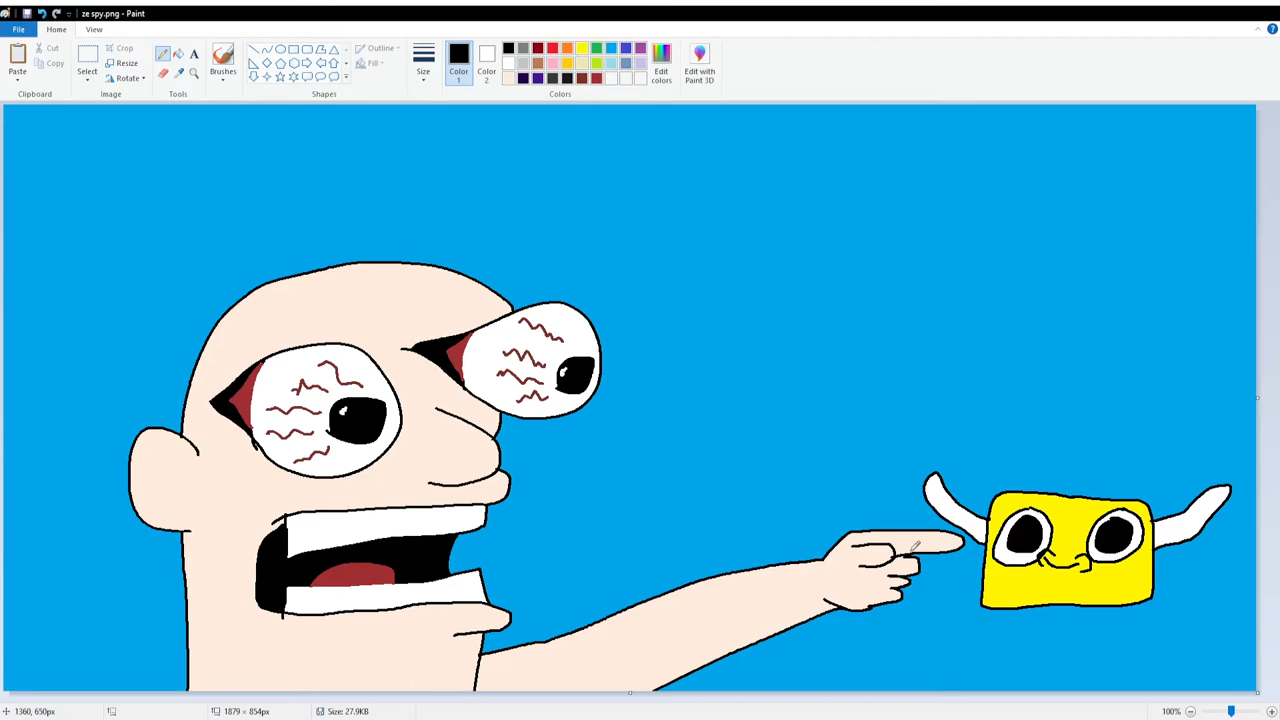 ze spy.png - Paint
File Home View
Paste Cut Copy Select Crop Resize Rotate A Brushes Outline Fill Size Color 1 Color 2 Edit colors Edit with Paint 3D
Clipboard Image Tools Shapes Colors
1360, 650px 1879 × 854px Size: 27.9KB 100%